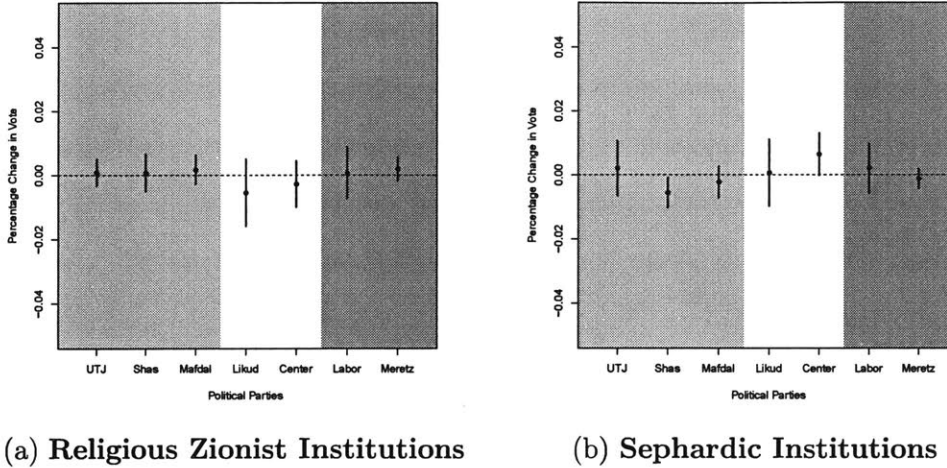 0.04
0.02
0.00
-0.02
-0.04
Percentage Change in Vote
UTJ Shas Mafdal Likud Center Labor Meretz
Political Parties
(a) Religious Zionist Institutions
0.04
0.02
0.00
-0.02
-0.04
Percentage Change in Vote
UTJ Shas Mafdal Likud Center Labor Meretz
Political Parties
(b) Sephardic Institutions